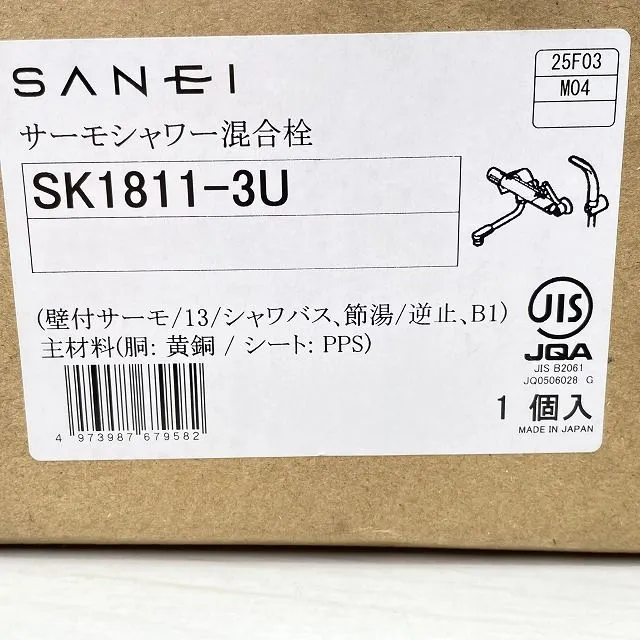 SANEI
25F03
M04
サーモシャワー混合栓
SK1811-3U
(壁付サーモ/13/シャワバス、節湯/逆止、B1)
主材料(胴: 黄銅 / シート: PPS)
JIS
JQA
JIS B2061
JQ0506028 G
4 973987 679582
1 個入
MADE IN JAPAN